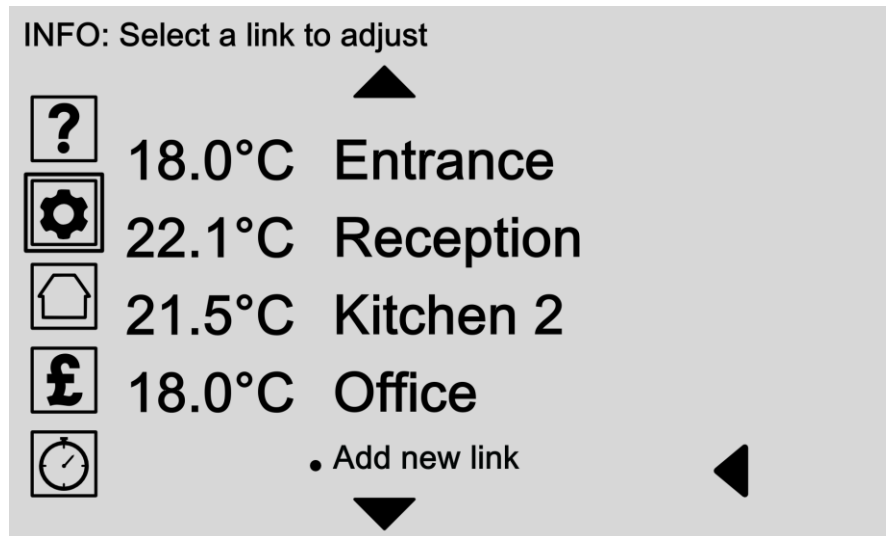 INFO: Select a link to adjust
?
18.0°C Entrance
22.1°C Reception
21.5°C Kitchen 2
£
18.0°C Office
• Add new link